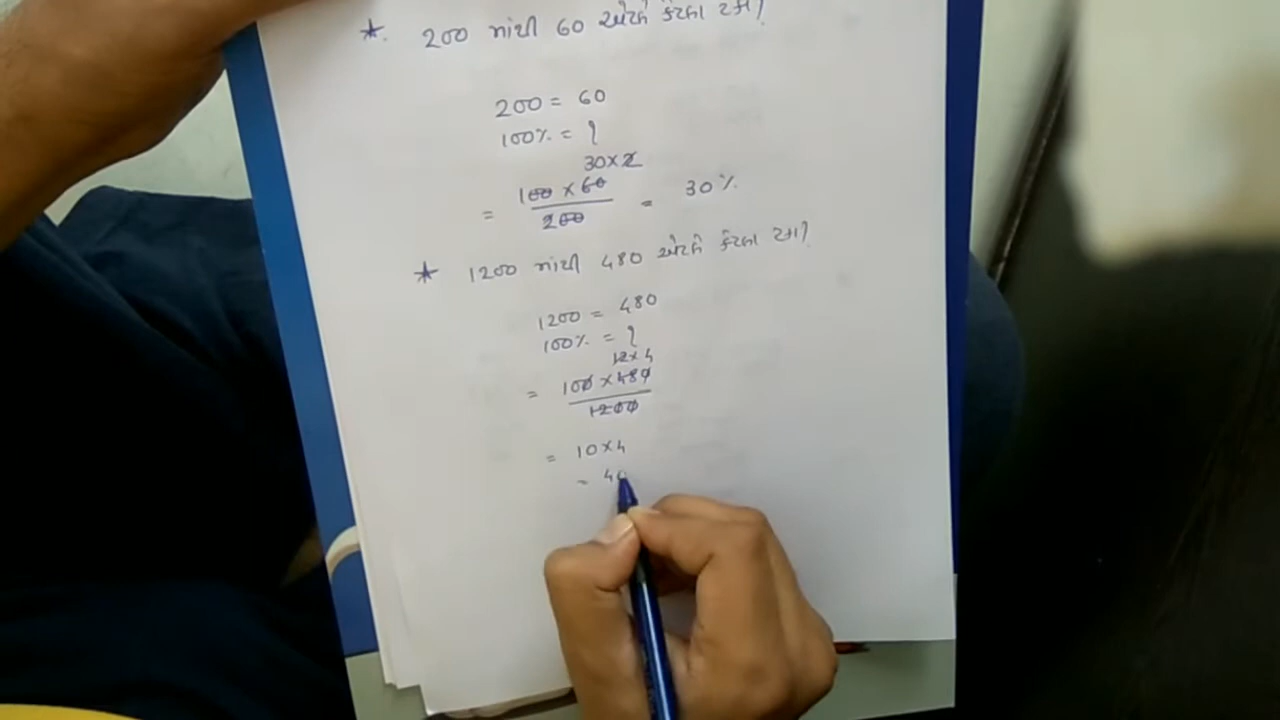 ★. 200 માંથી 60 એટલે કેટલા ટકા?
200 = 60
100% = ?
30×2
= 100 × 60 / 200 = 30%
★ 1200 માંથી 480 એટલે કેટલા ટકા?
1200 = 480
100% = ?
12×4
= 100 × 480 / 1200
= 10×4
= 40